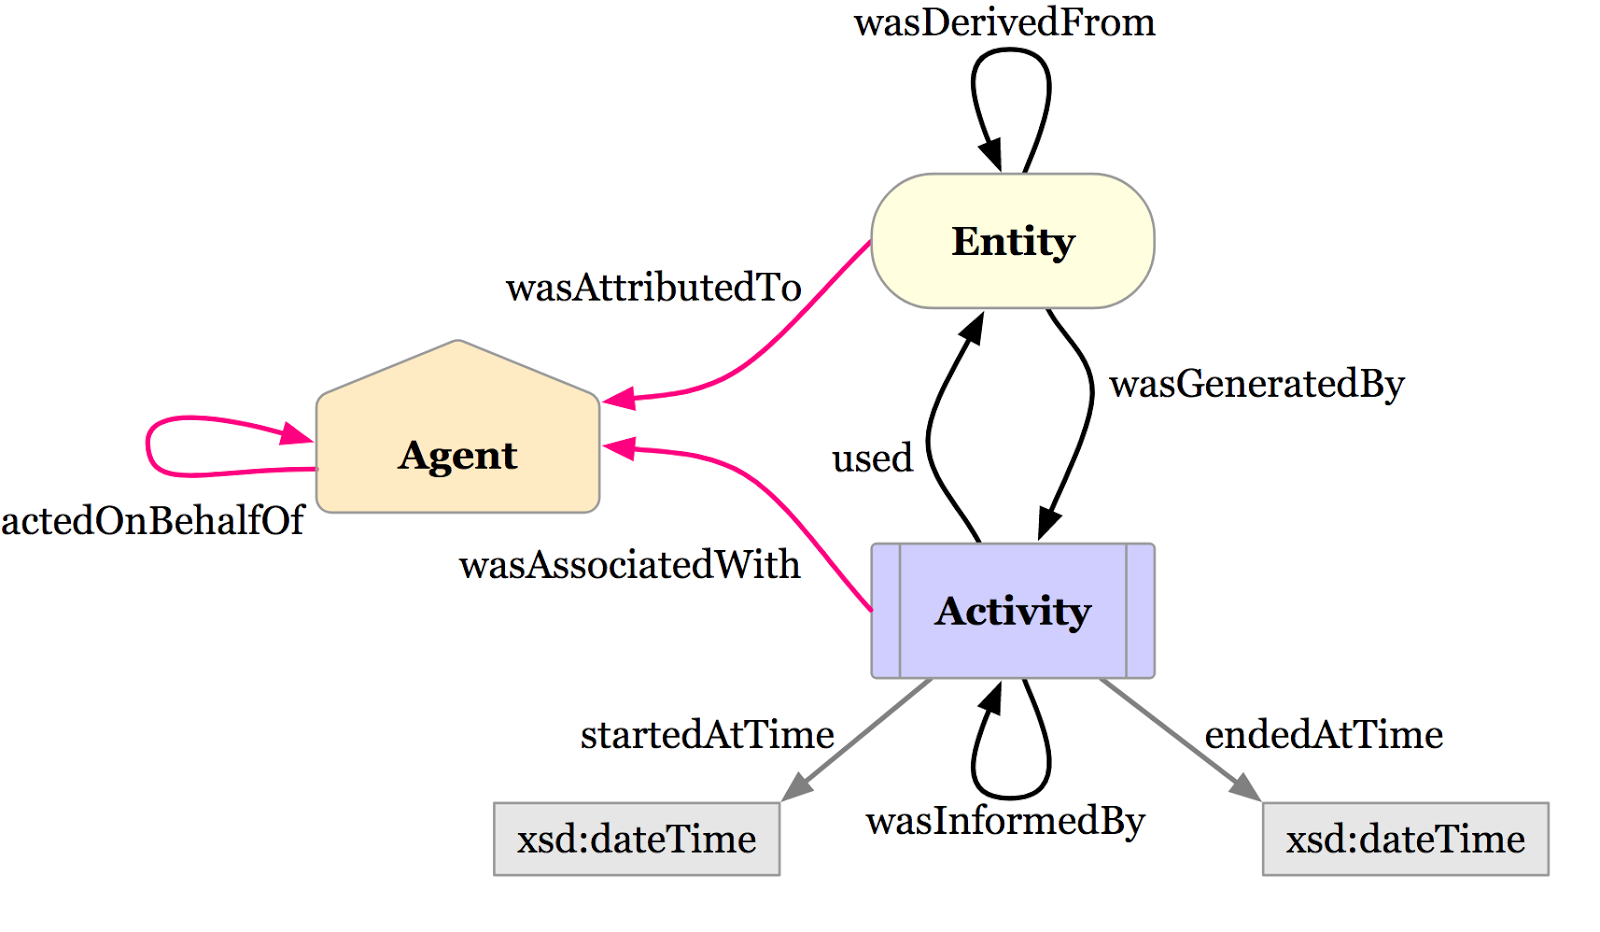 wasDerivedFrom
Entity
wasAttributedTo
wasGeneratedBy
used
Agent
actedOnBehalfOf
wasAssociatedWith
Activity
startedAtTime
endedAtTime
wasInformedBy
xsd:dateTime
xsd:dateTime